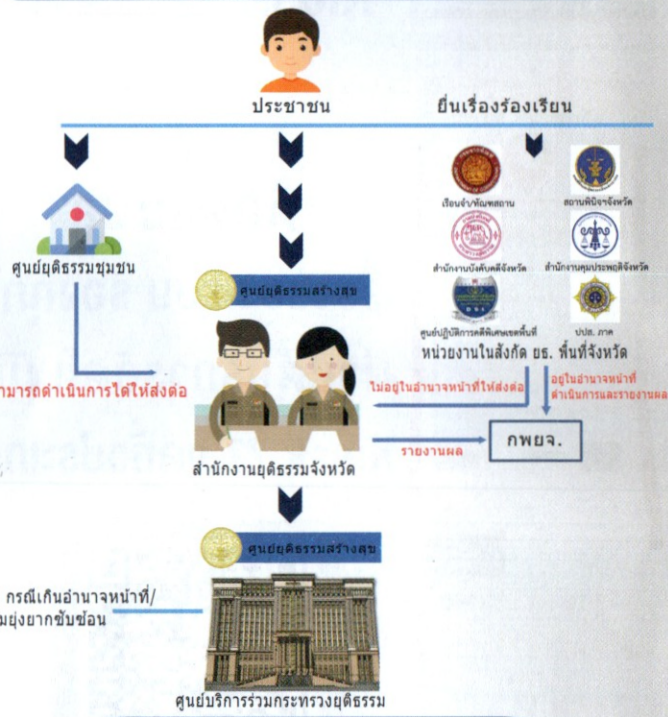 ประชาชน
ยื่นเรื่องร้องเรียน
เรือนจำ/ทัณฑสถาน
สถานพินิจฯจังหวัด
สำนักงานบังคับคดีจังหวัด
สำนักงานคุมประพฤติจังหวัด
ศูนย์ปฏิบัติการคดีพิเศษเขตพื้นที่
ปปส. ภาค
หน่วยงานในสังกัด ยธ. พื้นที่จังหวัด
ศูนย์ยุติธรรมชุมชน
ศูนย์ยุติธรรมสร้างสุข
ามารถดำเนินการได้ให้ส่งต่อ
ไม่อยู่ในอำนาจหน้าที่ให้ส่งต่อ
อยู่ในอำนาจหน้าที่
ดำเนินการและรายงานผล
รายงานผล
กพยจ.
สำนักงานยุติธรรมจังหวัด
ศูนย์ยุติธรรมสร้างสุข
กรณีเกินอำนาจหน้าที่/
มยุ่งยากซับซ้อน
ศูนย์บริการร่วมกระทรวงยุติธรรม